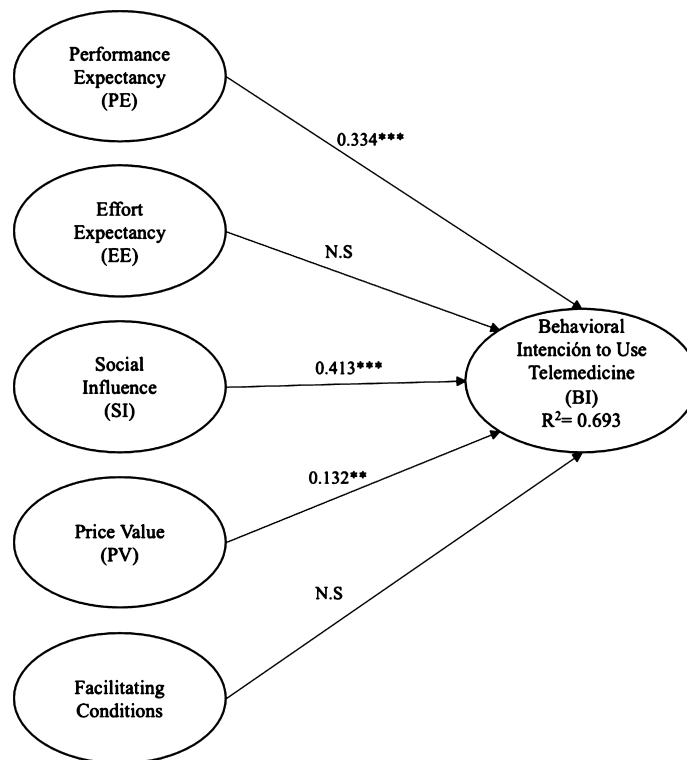 Performance
Expectancy
(PE)
0.334***
Effort
Expectancy
(EE)
N.S
Social
Influence
(SI)
0.413***
Behavioral
Intención to Use
Telemedicine
(BI)
R²= 0.693
Price Value
(PV)
0.132**
N.S
Facilitating
Conditions